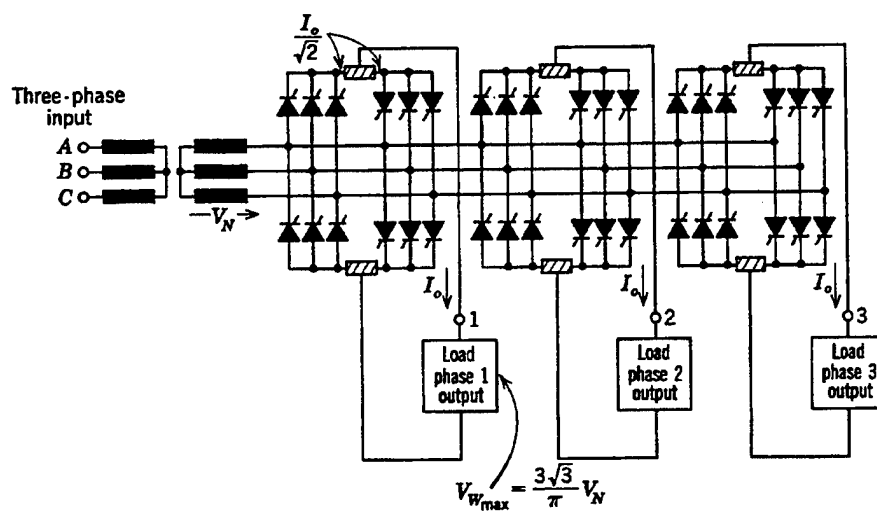 I_o/√2
Three-phase
input
A
B
C
V_N
I_o
1
I_o
2
I_o
3
Load
phase 1
output
Load
phase 2
output
Load
phase 3
output
V_Wmax = 3√3/π V_N